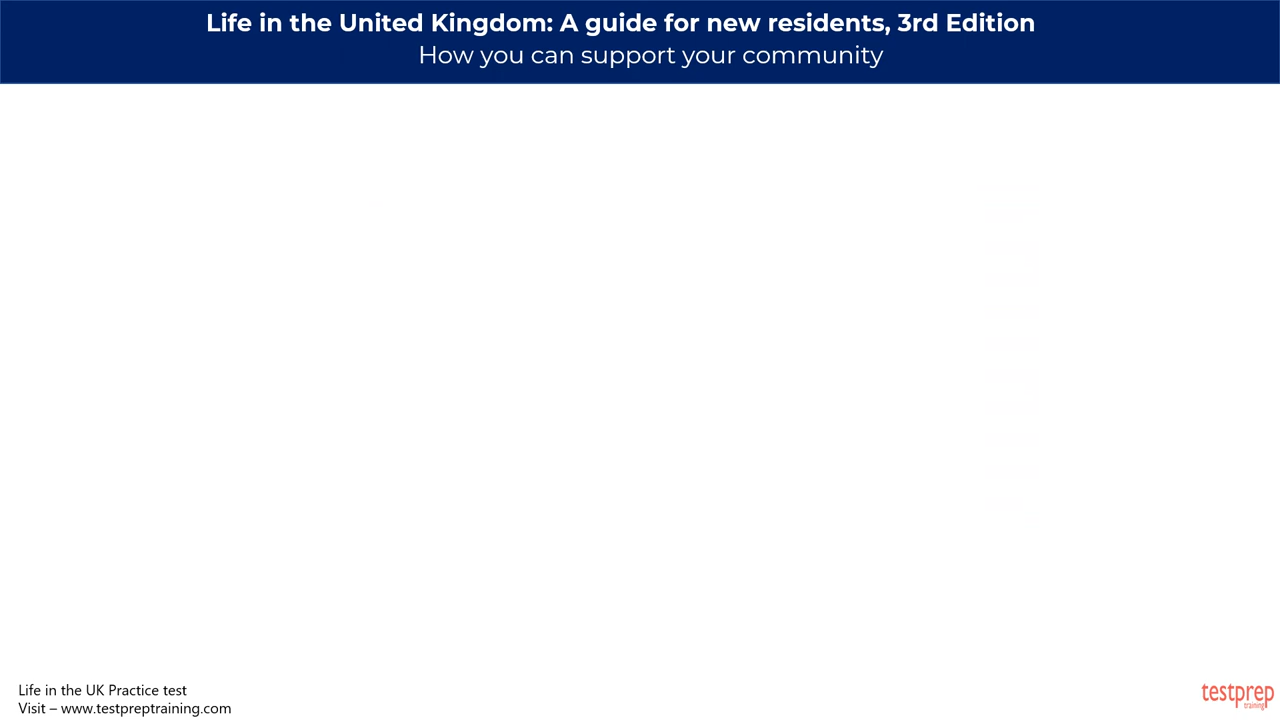 Life in the United Kingdom: A guide for new residents, 3rd Edition
How you can support your community
Life in the UK Practice test
Visit – www.testpreptraining.com
testprep
training